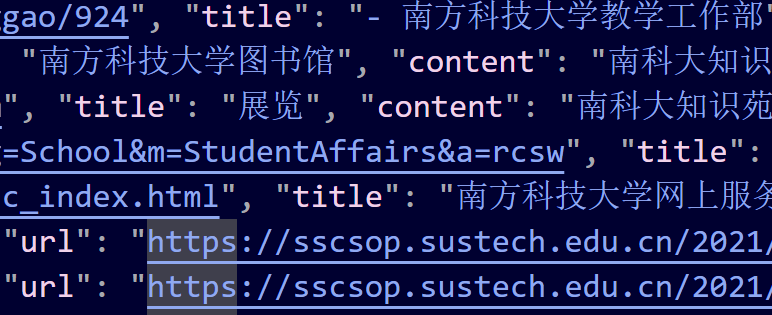 ggao/924", "title": "- 南方科技大学教学工作部"
"南方科技大学图书馆", "content": "南科大知识
", "title": "展览", "content": "南科大知识苑
=School&m=StudentAffairs&a=rcsw", "title":
c_index.html", "title": "南方科技大学网上服务
"url": "https://sscsop.sustech.edu.cn/2021/
"url": "https://sscsop.sustech.edu.cn/2021/